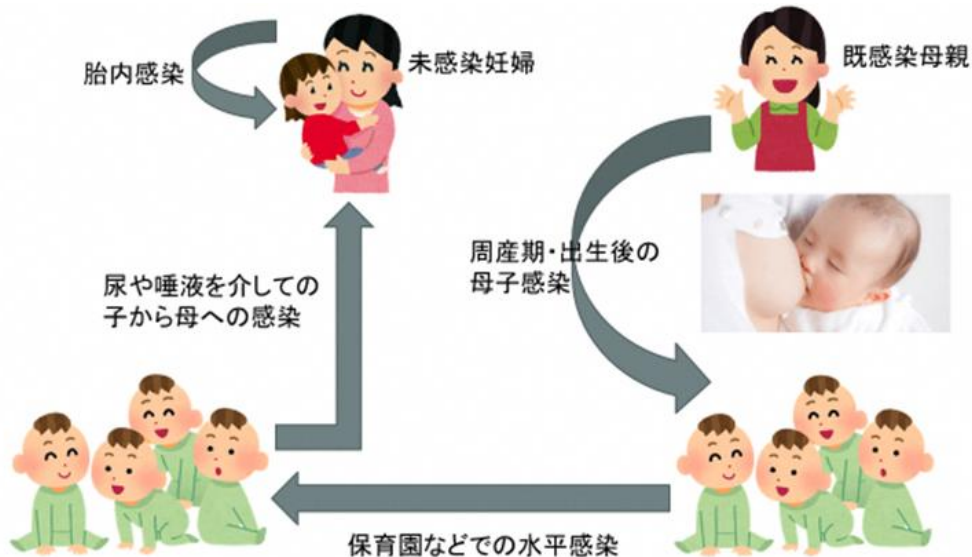 胎内感染
未感染妊婦
既感染母親
尿や唾液を介しての
子から母への感染
周産期・出生後の
母子感染
保育園などでの水平感染